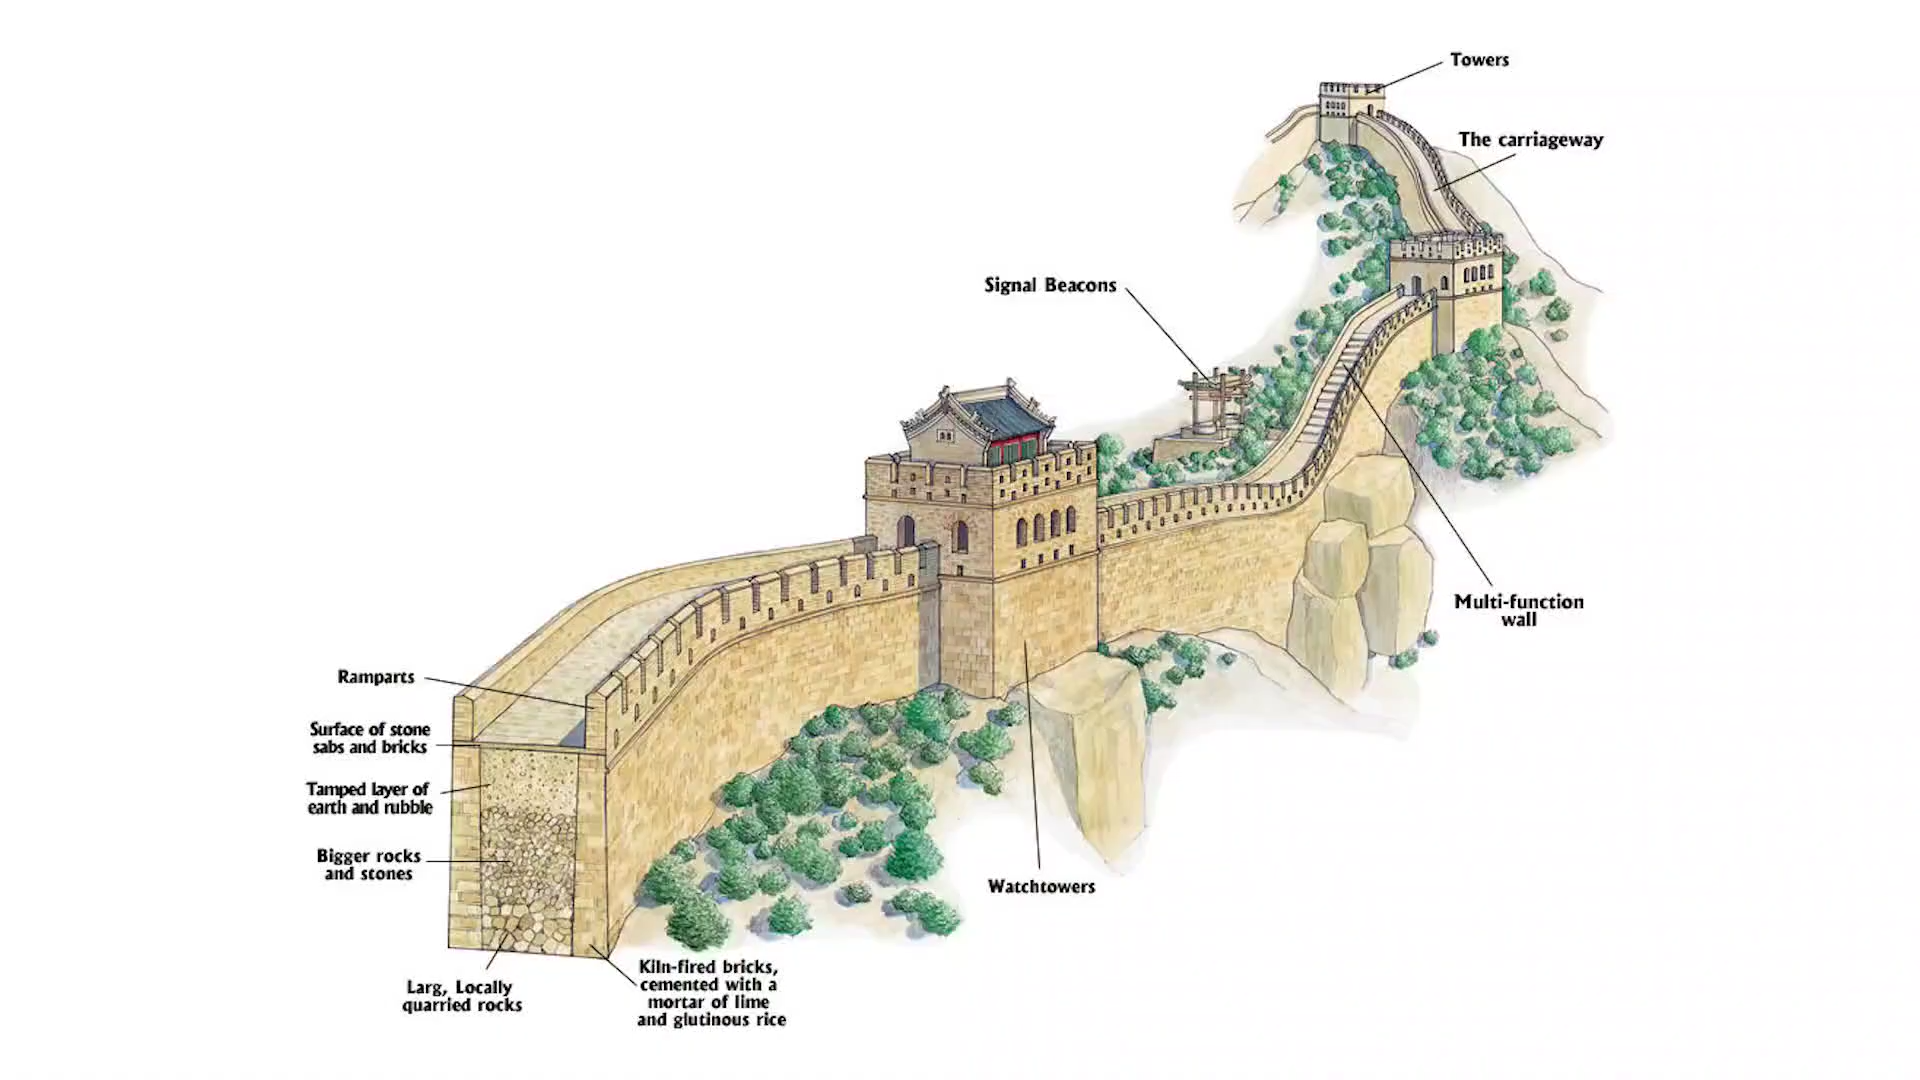 Towers
The carriageway
Signal Beacons
Multi-function
wall
Ramparts
Surface of stone
sabs and bricks
Tamped layer of
earth and rubble
Bigger rocks
and stones
Watchtowers
Larg, Locally
quarried rocks
Kiln-fired bricks,
cemented with a
mortar of lime
and glutinous rice